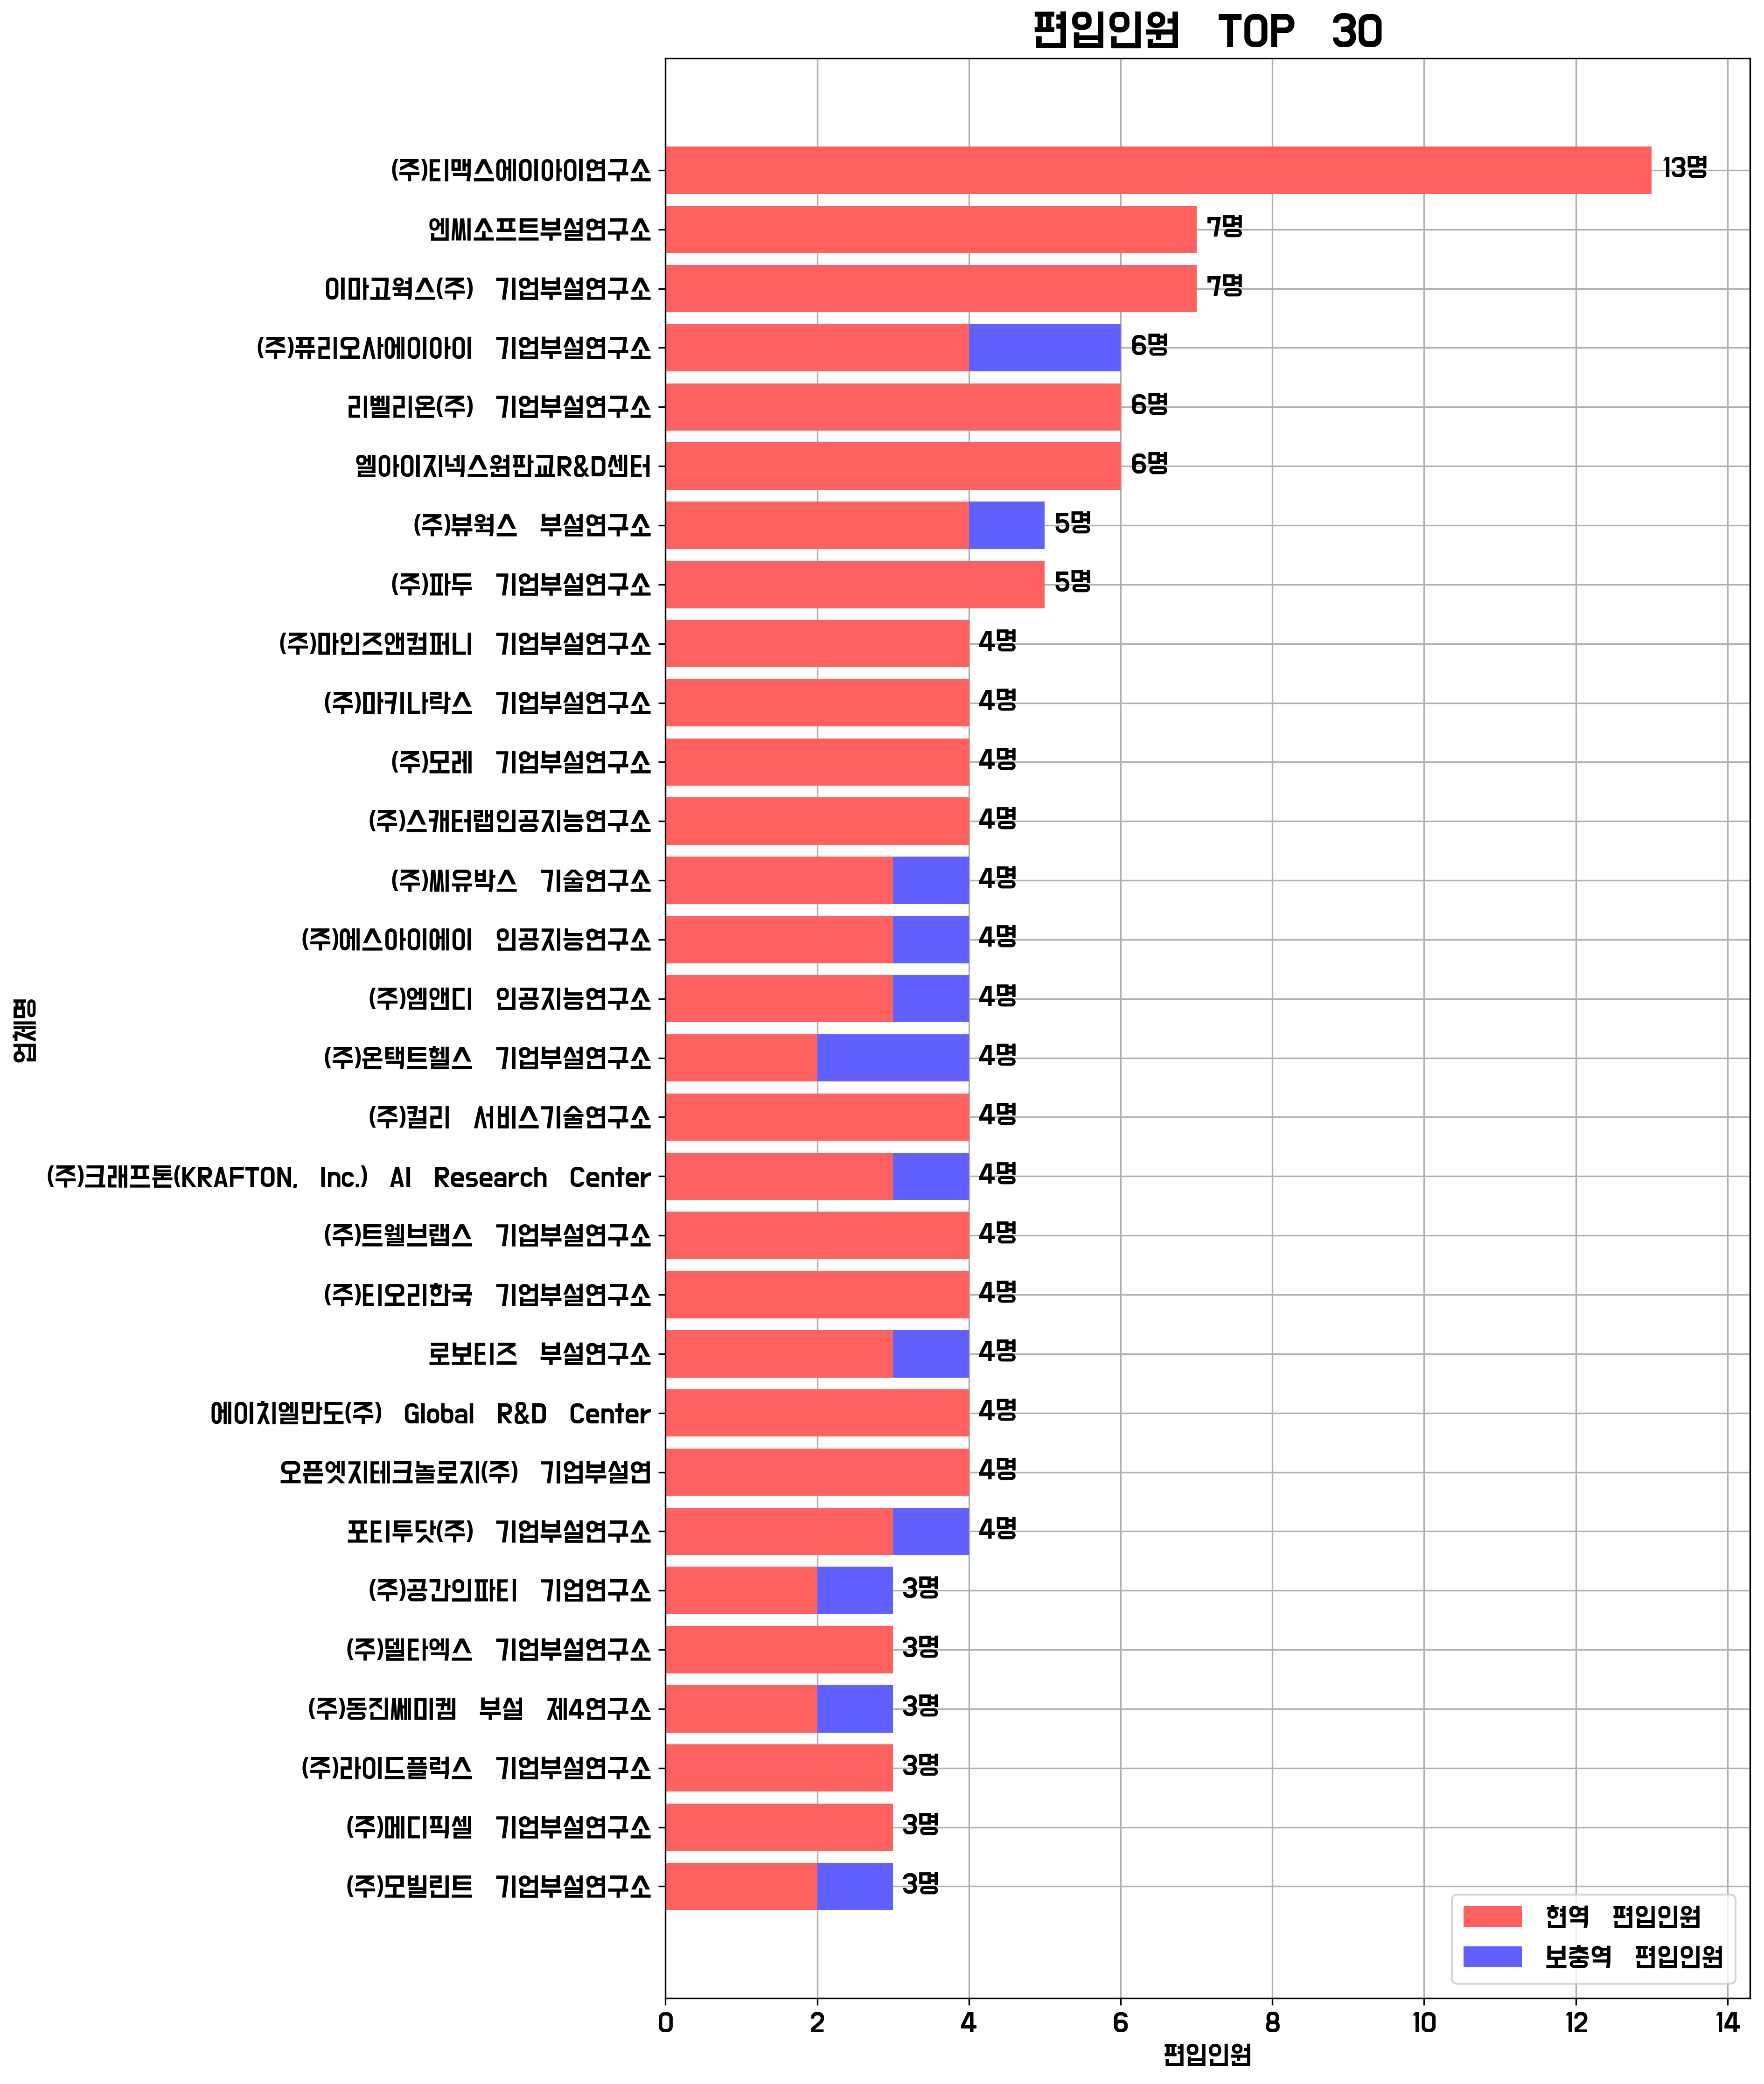 편입인원 TOP 30
(주)티맥스에이아이연구소 13명
엔씨소프트부설연구소 7명
이마고웍스(주) 기업부설연구소 7명
(주)퓨리오사에이아이 기업부설연구소 6명
리벨리온(주) 기업부설연구소 6명
엘아이지넥스원판교R&D센터 6명
(주)뷰웍스 부설연구소 5명
(주)파두 기업부설연구소 5명
(주)마인즈앤컴퍼니 기업부설연구소 4명
(주)마키나락스 기업부설연구소 4명
(주)모레 기업부설연구소 4명
(주)스캐터랩인공지능연구소 4명
(주)씨유박스 기술연구소 4명
(주)에스아이에이 인공지능연구소 4명
(주)엠앤디 인공지능연구소 4명
(주)온택트헬스 기업부설연구소 4명
(주)컬리 서비스기술연구소 4명
(주)크래프톤(KRAFTON, Inc.) AI Research Center 4명
(주)트웰브랩스 기업부설연구소 4명
(주)티오리한국 기업부설연구소 4명
로보티즈 부설연구소 4명
에이치엘만도(주) Global R&D Center 4명
오픈엣지테크놀로지(주) 기업부설연 4명
포티투닷(주) 기업부설연구소 4명
(주)공간의파티 기업연구소 3명
(주)델타엑스 기업부설연구소 3명
(주)동진쎄미켐 부설 제4연구소 3명
(주)라이드플럭스 기업부설연구소 3명
(주)메디픽셀 기업부설연구소 3명
(주)모빌린트 기업부설연구소 3명
업체명
현역 편입인원
보충역 편입인원
0 2 4 6 8 10 12 14
편입인원